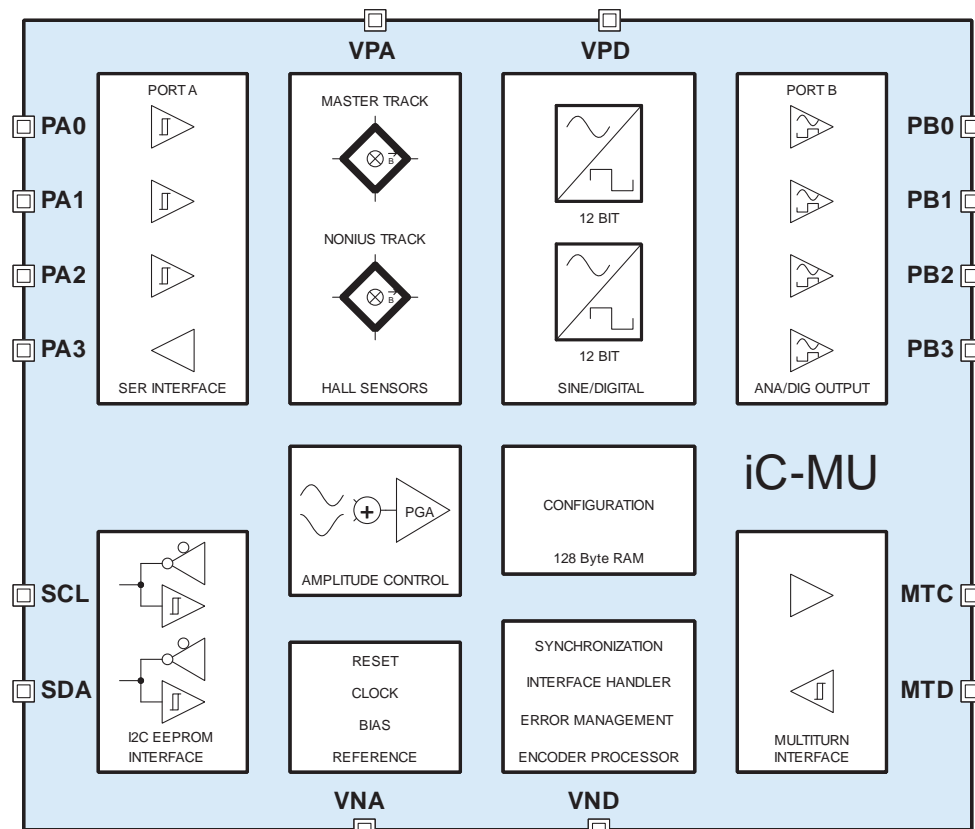 VPA
VPD
PA0
PA1
PA2
PA3
PORT A
SER INTERFACE
MASTER TRACK
B
NONIUS TRACK
B
HALL SENSORS
12 BIT
12 BIT
SINE/DIGITAL
PORT B
ANA/DIG OUTPUT
PB0
PB1
PB2
PB3
iC-MU
PGA
AMPLITUDE CONTROL
CONFIGURATION
128 Byte RAM
SCL
SDA
I2C EEPROM
INTERFACE
RESET
CLOCK
BIAS
REFERENCE
SYNCHRONIZATION
INTERFACE HANDLER
ERROR MANAGEMENT
ENCODER PROCESSOR
MULTITURN
INTERFACE
MTC
MTD
VNA
VND